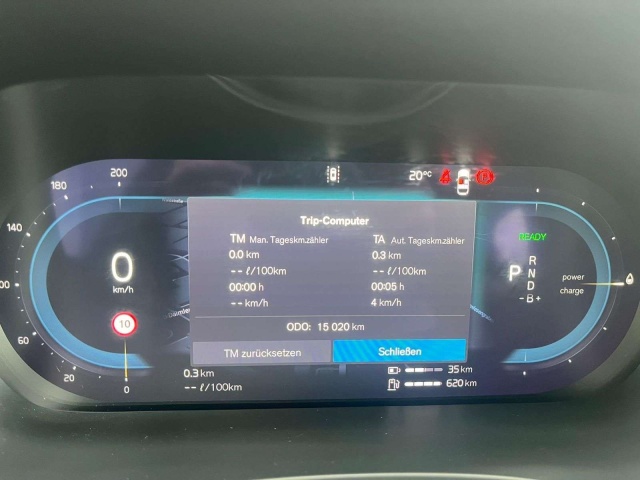 200
20°C
180
140
100
60
20
0
0
km/h
10
Trip-Computer
TM Man. Tageskm.zähler
TA Aut. Tageskm.zähler
0.0 km
0.3 km
-- ℓ/100km
-- ℓ/100km
00:00 h
00:05 h
-- km/h
4 km/h
ODO: 15 020 km
TM zurücksetzen
Schließen
READY
P
R
N
D
-B+
power
charge
0.3 km
-- ℓ/100km
35 km
620 km